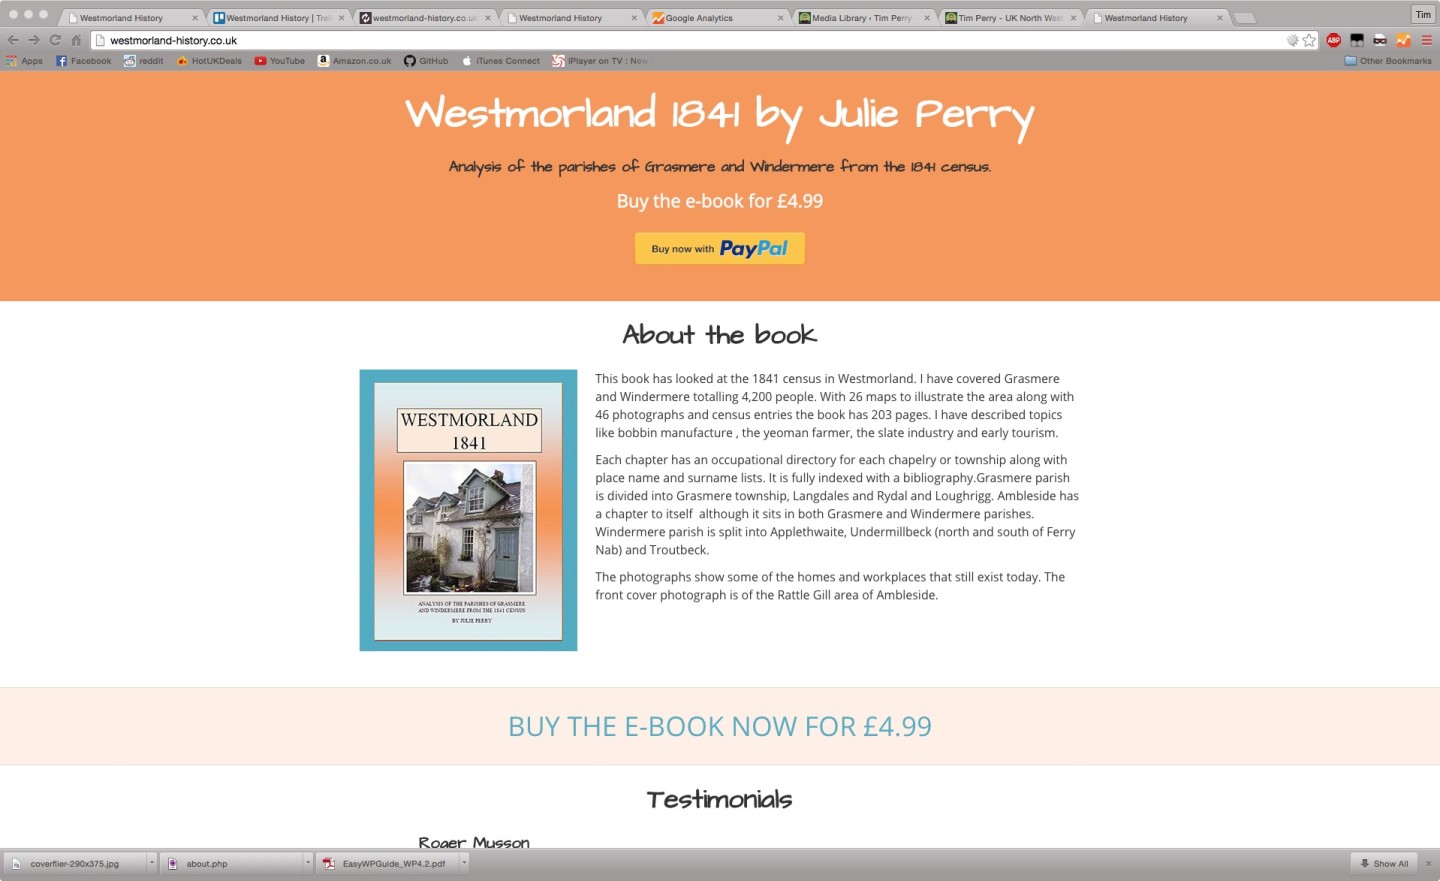 Westmorland History
Westmorland History | Trel
westmorland-history.co.uk
Westmorland History
Google Analytics
Media Library ‹ Tim Perry
Tim Perry - UK North Wes
Westmorland History
Tim
westmorland-history.co.uk
Apps
Facebook
reddit
HotUKDeals
YouTube
Amazon.co.uk
GitHub
iTunes Connect
iPlayer on TV : New
Other Bookmarks
Westmorland 1841 by Julie Perry
Analysis of the parishes of Grasmere and Windermere from the 1841 census.
Buy the e-book for £4.99
Buy now with PayPal
About the book
WESTMORLAND
1841
ANALYSIS OF THE PARISHES OF GRASMERE
AND WINDERMERE FROM THE 1841 CENSUS
BY JULIE PERRY
This book has looked at the 1841 census in Westmorland. I have covered Grasmere
and Windermere totalling 4,200 people. With 26 maps to illustrate the area along with
46 photographs and census entries the book has 203 pages. I have described topics
like bobbin manufacture , the yeoman farmer, the slate industry and early tourism.
Each chapter has an occupational directory for each chapelry or township along with
place name and surname lists. It is fully indexed with a bibliography.Grasmere parish
is divided into Grasmere township, Langdales and Rydal and Loughrigg. Ambleside has
a chapter to itself  although it sits in both Grasmere and Windermere parishes.
Windermere parish is split into Applethwaite, Undermillbeck (north and south of Ferry
Nab) and Troutbeck.
The photographs show some of the homes and workplaces that still exist today. The
front cover photograph is of the Rattle Gill area of Ambleside.
BUY THE E-BOOK NOW FOR £4.99
Testimonials
Roger Musson
coverflier-290x375.jpg
about.php
EasyWPGuide_WP4.2.pdf
Show All